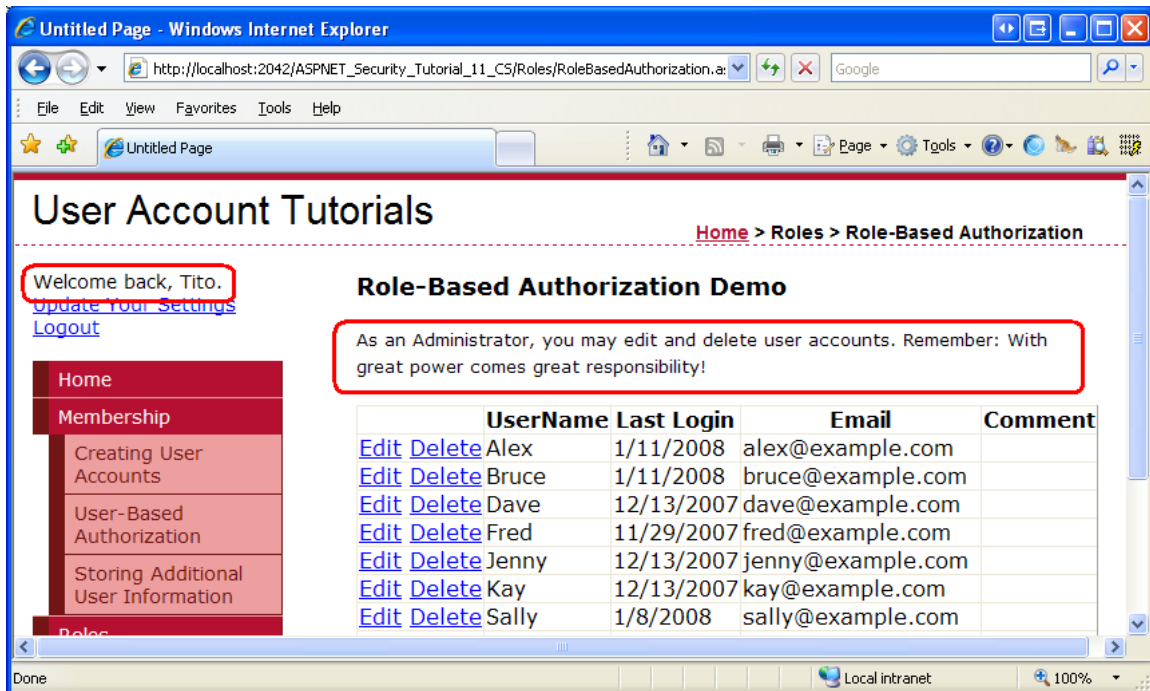 Untitled Page - Windows Internet Explorer
http://localhost:2042/ASPNET_Security_Tutorial_11_CS/Roles/RoleBasedAuthorization.a
Google
File Edit View Favorites Tools Help
Untitled Page
Page Tools
User Account Tutorials
Home > Roles > Role-Based Authorization
Welcome back, Tito.
Update Your Settings
Logout
Home
Membership
Creating User
Accounts
User-Based
Authorization
Storing Additional
User Information
Roles
Role-Based Authorization Demo
As an Administrator, you may edit and delete user accounts. Remember: With
great power comes great responsibility!
UserName Last Login Email Comment
Edit Delete Alex 1/11/2008 alex@example.com
Edit Delete Bruce 1/11/2008 bruce@example.com
Edit Delete Dave 12/13/2007 dave@example.com
Edit Delete Fred 11/29/2007 fred@example.com
Edit Delete Jenny 12/13/2007 jenny@example.com
Edit Delete Kay 12/13/2007 kay@example.com
Edit Delete Sally 1/8/2008 sally@example.com
Done Local intranet 100%